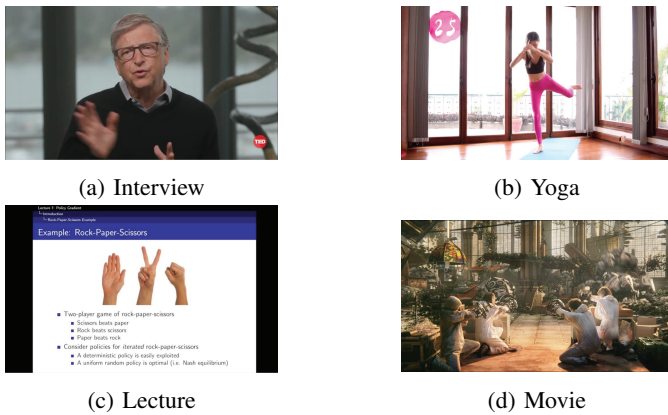 TED
25
(a) Interview
(b) Yoga
Lecture 7: Policy Gradient
Introduction
Rock-Paper-Scissors Example
Example: Rock-Paper-Scissors
Two-player game of rock-paper-scissors
Scissors beats paper
Rock beats scissors
Paper beats rock
Consider policies for iterated rock-paper-scissors
A deterministic policy is easily exploited
A uniform random policy is optimal (i.e. Nash equilibrium)
(c) Lecture
(d) Movie